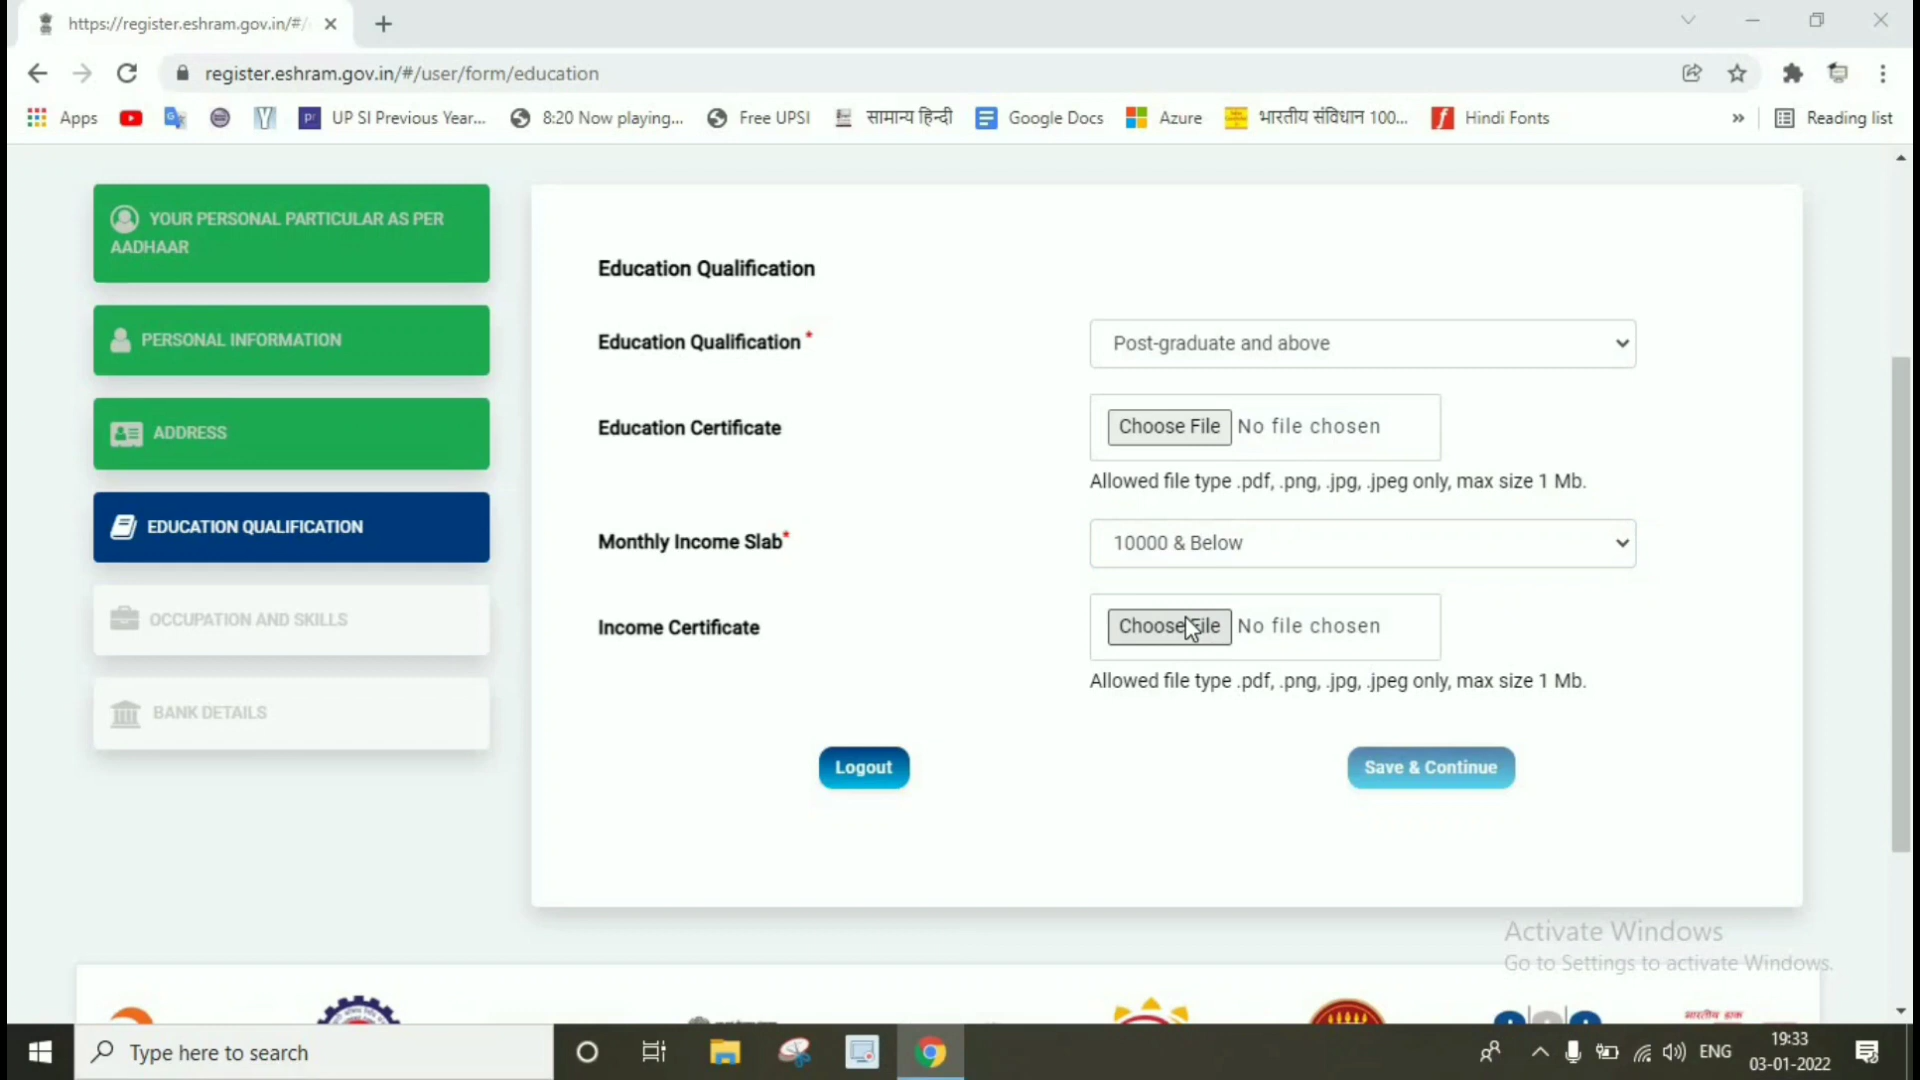 https://register.eshram.gov.in/#/
register.eshram.gov.in/#/user/form/education
Apps
UP SI Previous Year...
8:20 Now playing...
Free UPSI
सामान्य हिन्दी
Google Docs
Azure
भारतीय संविधान 100...
Hindi Fonts
»
Reading list
YOUR PERSONAL PARTICULAR AS PER
AADHAAR
PERSONAL INFORMATION
ADDRESS
EDUCATION QUALIFICATION
OCCUPATION AND SKILLS
BANK DETAILS
Education Qualification
Education Qualification *
Post-graduate and above
Education Certificate
Choose File No file chosen
Allowed file type .pdf, .png, .jpg, .jpeg only, max size 1 Mb.
Monthly Income Slab*
10000 & Below
Income Certificate
Choose File No file chosen
Allowed file type .pdf, .png, .jpg, .jpeg only, max size 1 Mb.
Logout
Save & Continue
Activate Windows
Go to Settings to activate Windows.
भारतीय डाक
Type here to search
ENG
19:33
03-01-2022